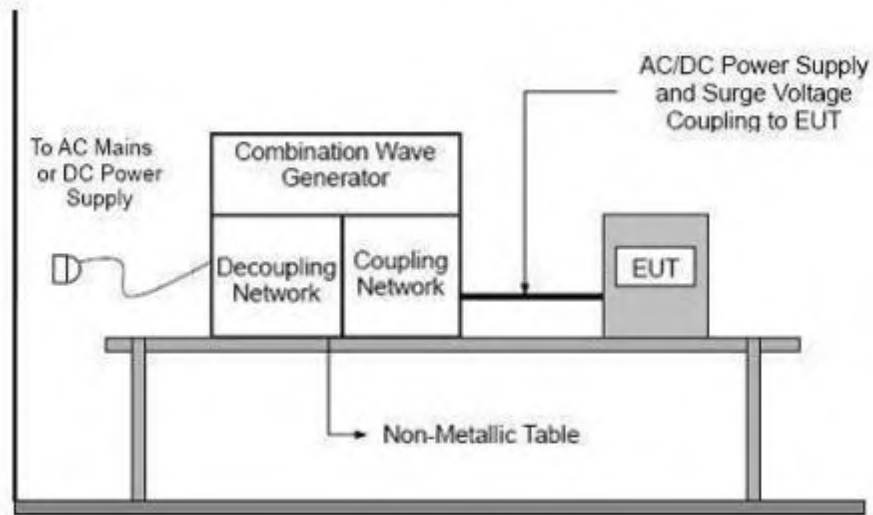 AC/DC Power Supply
and Surge Voltage
Coupling to EUT
To AC Mains
or DC Power
Supply
Combination Wave
Generator
Decoupling
Network
Coupling
Network
EUT
Non-Metallic Table